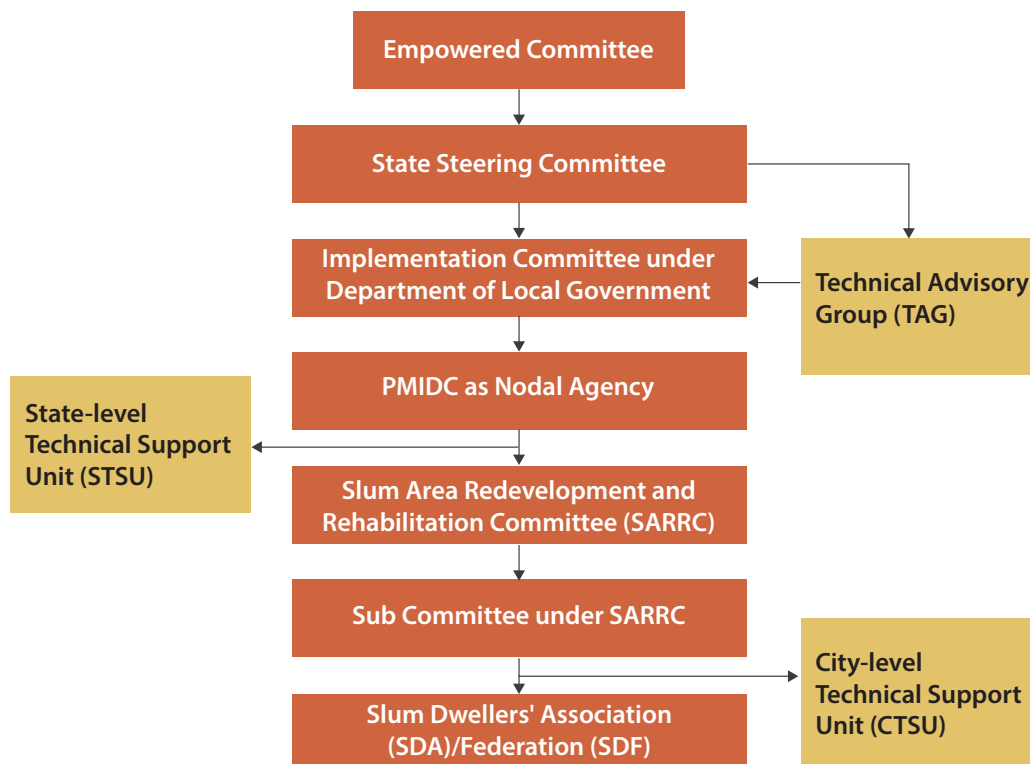 Empowered Committee
State Steering Committee
Implementation Committee under
Department of Local Government
Technical Advisory
Group (TAG)
PMIDC as Nodal Agency
State-level
Technical Support
Unit (STSU)
Slum Area Redevelopment and
Rehabilitation Committee (SARRC)
Sub Committee under SARRC
City-level
Technical Support
Unit (CTSU)
Slum Dwellers' Association
(SDA)/Federation (SDF)